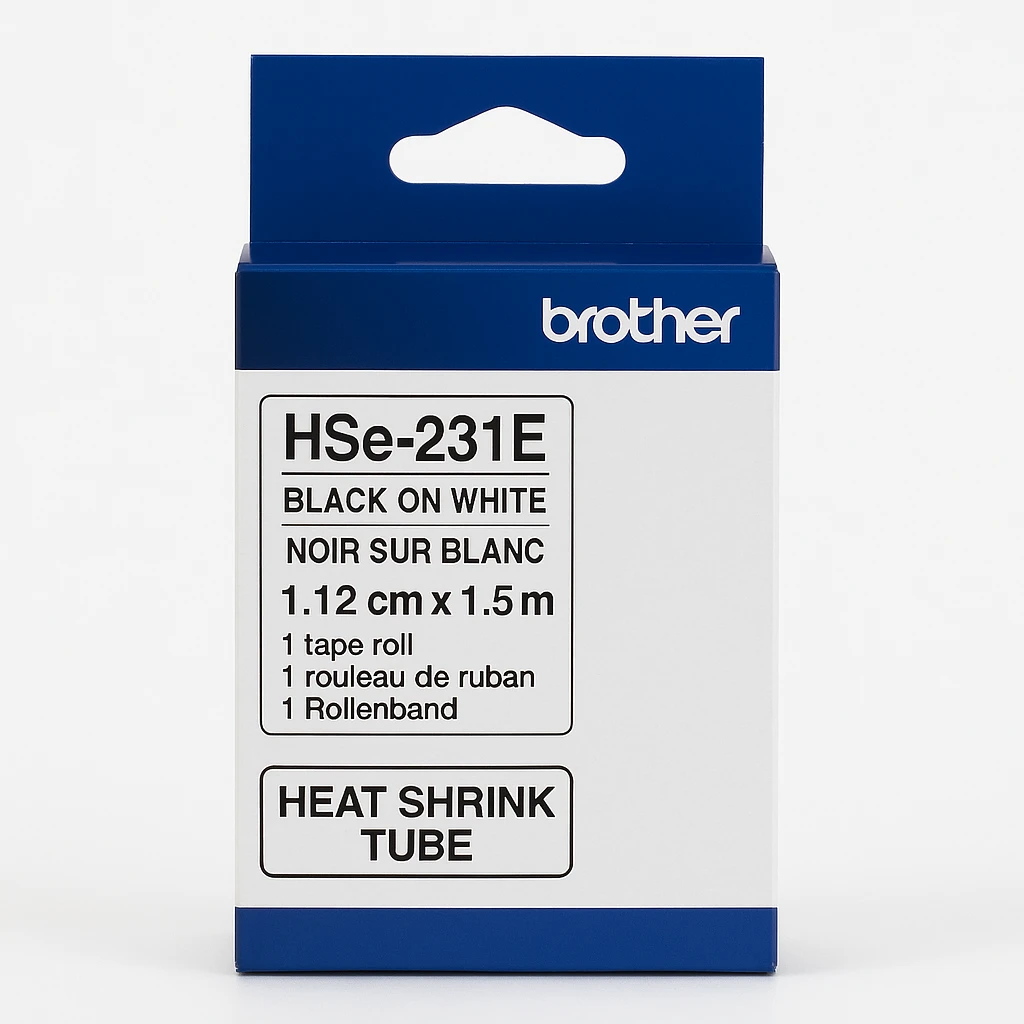 brother
HSe-231E
BLACK ON WHITE
NOIR SUR BLANC
1.12 cm x 1.5 m
1 tape roll
1 rouleau de ruban
1 Rollenband
HEAT SHRINK
TUBE